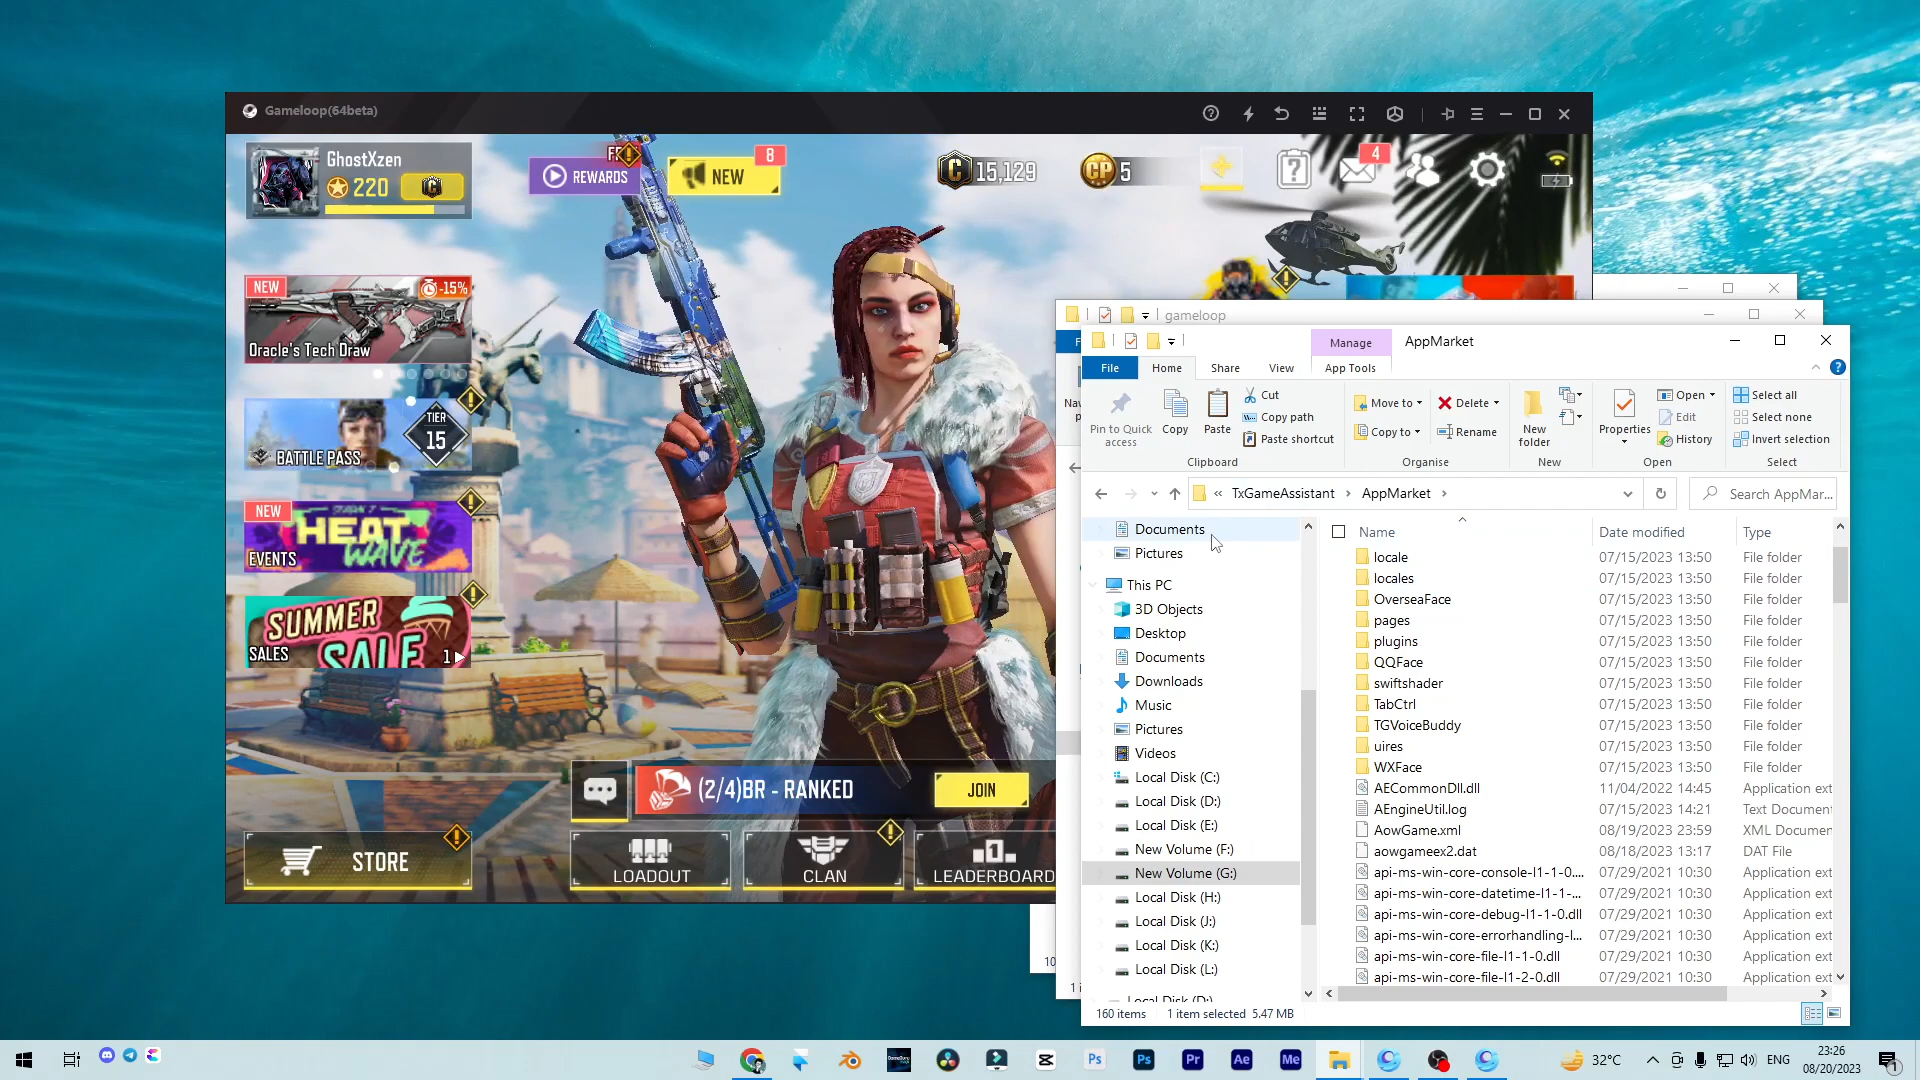 Gameloop(64beta)
GhostXzen
220
REWARDS
NEW
8
15,129
CP 5
4
NEW
-15%
Oracle's Tech Draw
TIER
15
BATTLE PASS
NEW
HEAT
WAVE
EVENTS
SUMMER
SALE
SALES
1
(2/4)BR - RANKED
JOIN
STORE
LOADOUT
CLAN
LEADERBOARD
gameloop
Manage
AppMarket
File
Home
Share
View
App Tools
Pin to Quick
access
Copy
Paste
Cut
Copy path
Paste shortcut
Clipboard
Move to
Copy to
Delete
Rename
Organise
New
folder
New
Properties
Open
Edit
History
Open
Select all
Select none
Invert selection
Select
« TxGameAssistant > AppMarket >
Search AppMar...
Documents
Pictures
This PC
3D Objects
Desktop
Documents
Downloads
Music
Pictures
Videos
Local Disk (C:)
Local Disk (D:)
Local Disk (E:)
New Volume (F:)
New Volume (G:)
Local Disk (H:)
Local Disk (J:)
Local Disk (K:)
Local Disk (L:)
Local Disk (D:)
Name Date modified Type
locale 07/15/2023 13:50 File folder
locales 07/15/2023 13:50 File folder
OverseaFace 07/15/2023 13:50 File folder
pages 07/15/2023 13:50 File folder
plugins 07/15/2023 13:50 File folder
QQFace 07/15/2023 13:50 File folder
swiftshader 07/15/2023 13:50 File folder
TabCtrl 07/15/2023 13:50 File folder
TGVoiceBuddy 07/15/2023 13:50 File folder
uires 07/15/2023 13:50 File folder
WXFace 07/15/2023 13:50 File folder
AECommonDll.dll 11/04/2022 14:45 Application ext
AEngineUtil.log 07/15/2023 14:21 Text Document
AowGame.xml 08/19/2023 23:59 XML Documen
aowgameex2.dat 08/18/2023 13:17 DAT File
api-ms-win-core-console-l1-1-0.... 07/29/2021 10:30 Application ext
api-ms-win-core-datetime-l1-1-... 07/29/2021 10:30 Application ext
api-ms-win-core-debug-l1-1-0.dll 07/29/2021 10:30 Application ext
api-ms-win-core-errorhandling-l... 07/29/2021 10:30 Application ext
api-ms-win-core-file-l1-1-0.dll 07/29/2021 10:30 Application ext
api-ms-win-core-file-l1-2-0.dll 07/29/2021 10:30 Application ext
160 items 1 item selected 5.47 MB
Ps
Ps
Pr
Ae
Me
32°C
ENG
23:26
08/20/2023
1